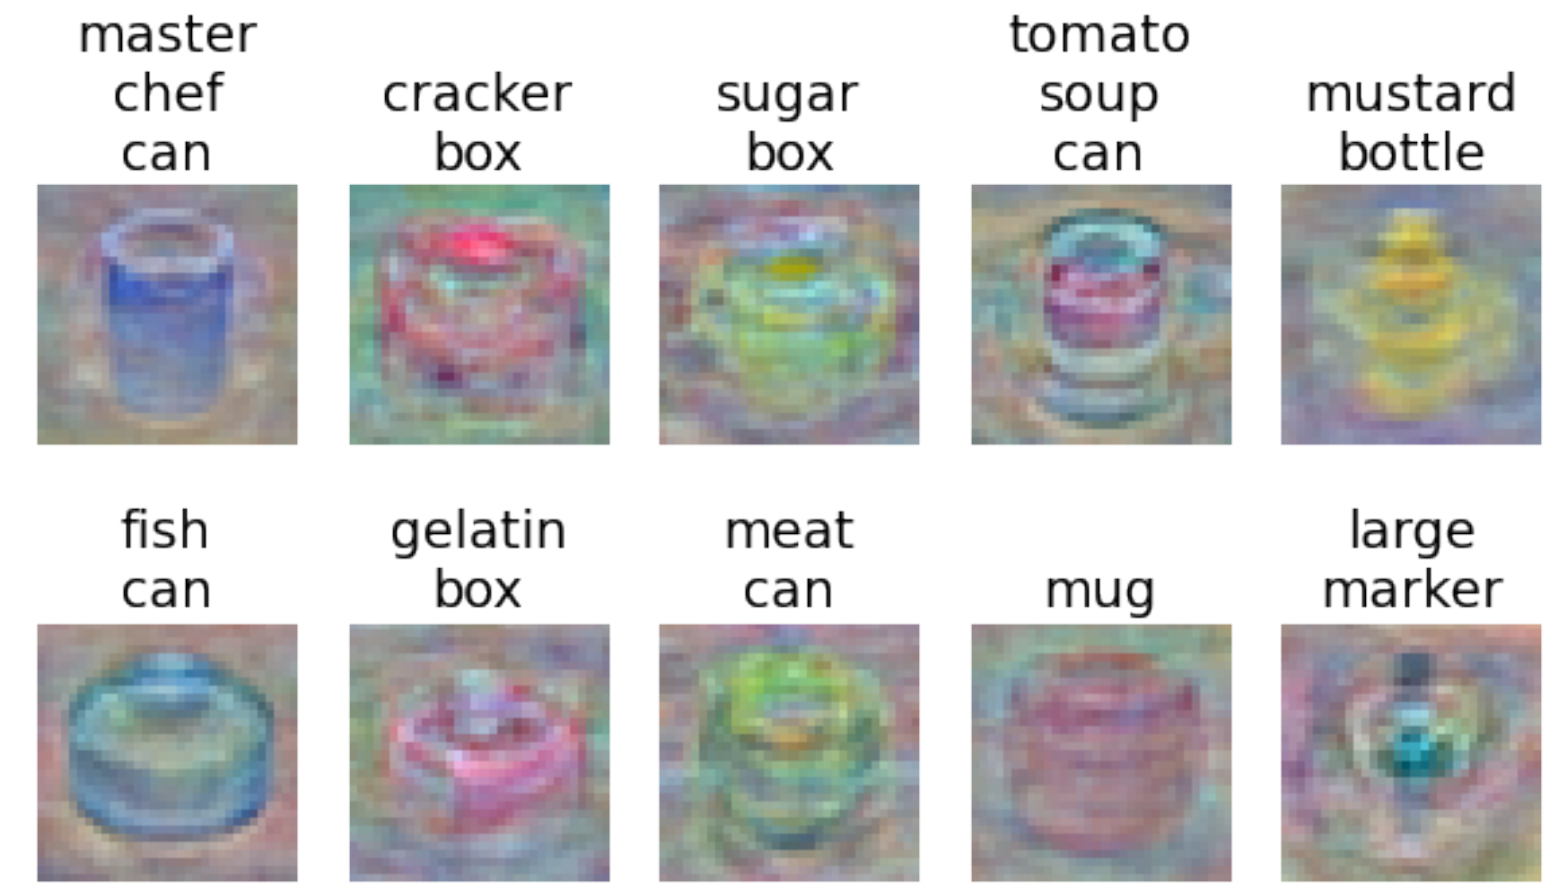 master
chef
can
cracker
box
sugar
box
tomato
soup
can
mustard
bottle
fish
can
gelatin
box
meat
can
mug
large
marker